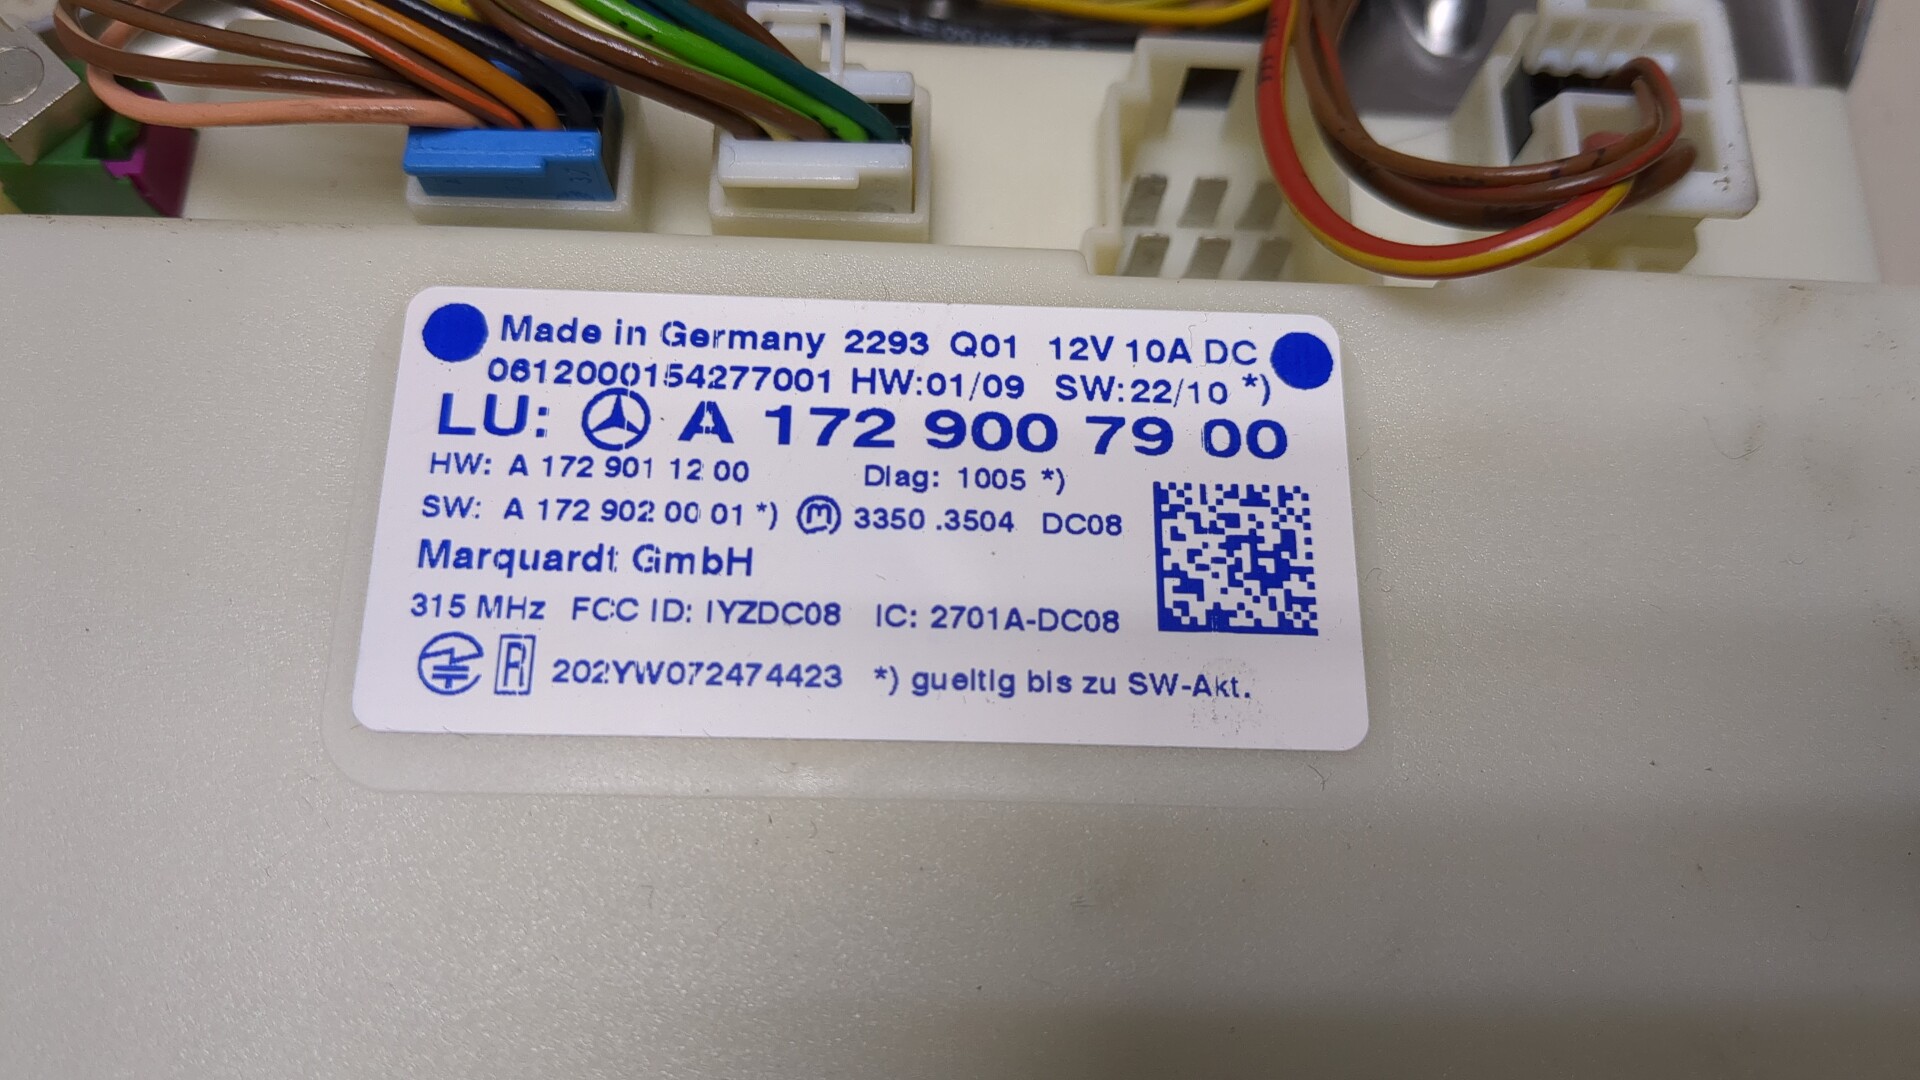 Made in Germany 2293 Q01 12V 10A DC
0612000154277001 HW:01/09 SW:22/10 *)
LU: A 172 900 79 00
HW: A 172 901 12 00 Diag: 1005 *)
SW: A 172 902 00 01 *) m 3350 .3504 DC08
Marquardt GmbH
315 MHz FCC ID: IYZDC08 IC: 2701A-DC08
R 202YW072474423 *) gueltig bis zu SW-Akt.